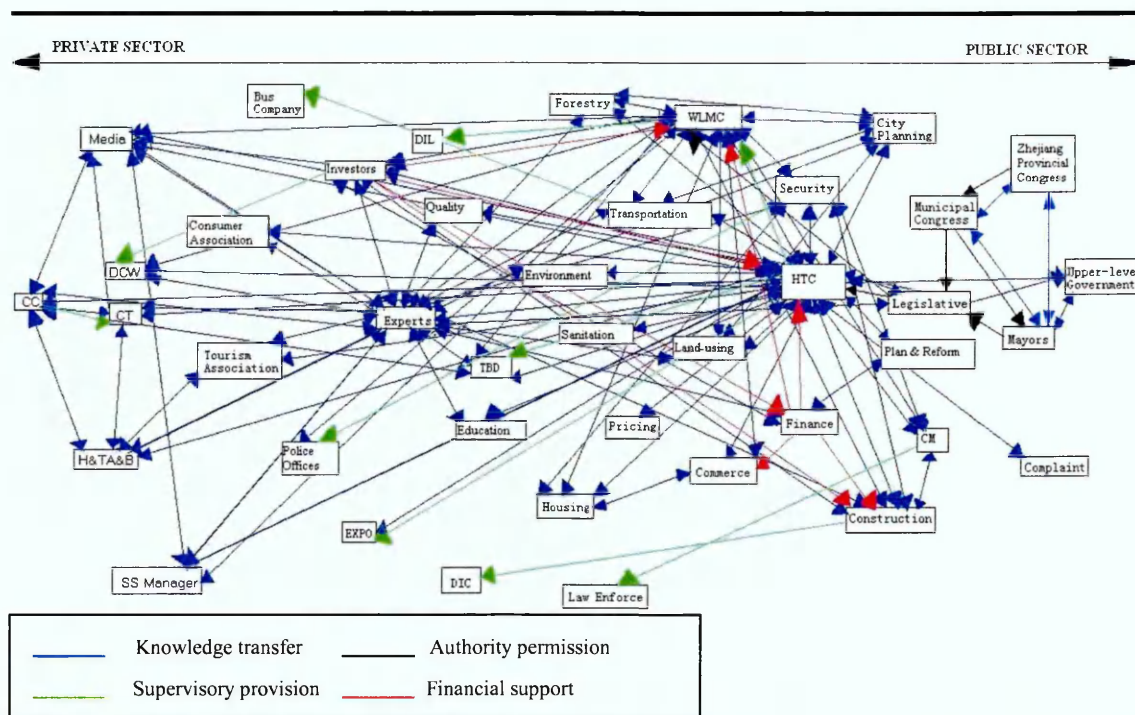 PRIVATE SECTOR
PUBLIC SECTOR
Bus
Company
Forestry
WLMC
City
Planning
Media
DIL
Zhejiang
Provincial
Congress
Investors
Security
Municipal
Congress
Quality
Transportation
Consumer
Association
DCW
Environment
HTC
Upper-level
Government
CC
CT
Experts
Legislative
Sanitation
Mayors
Tourism
Association
TBD
Land-using
Plan & Reform
Police
Offices
Education
Pricing
Finance
CM
H&TA&B
Commerce
Complaint
Housing
Construction
EXPO
SS Manager
DIC
Law Enforce
Knowledge transfer
Authority permission
Supervisory provision
Financial support